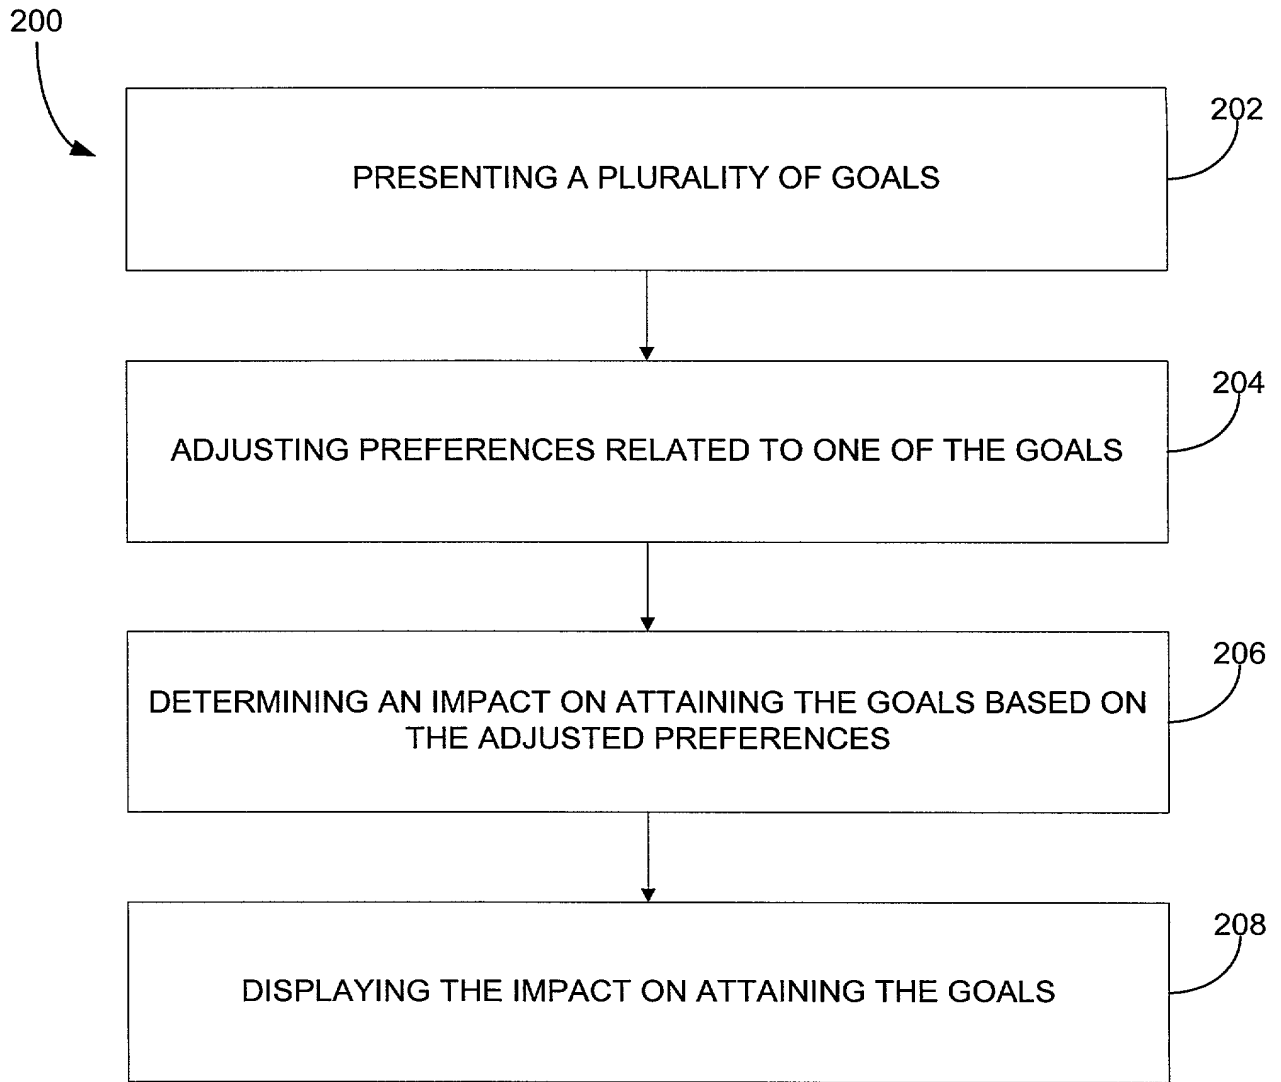 200
202
PRESENTING A PLURALITY OF GOALS
204
ADJUSTING PREFERENCES RELATED TO ONE OF THE GOALS
206
DETERMINING AN IMPACT ON ATTAINING THE GOALS BASED ON
THE ADJUSTED PREFERENCES
208
DISPLAYING THE IMPACT ON ATTAINING THE GOALS